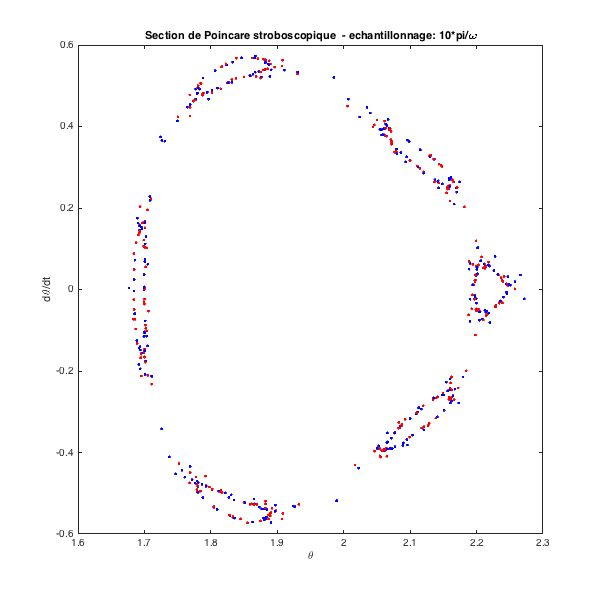 Section de Poincare stroboscopique - echantillonnage: 10*pi/ω
0.6
0.4
0.2
0
-0.2
-0.4
-0.6
dθ/dt
1.6 1.7 1.8 1.9 2 2.1 2.2 2.3
θ